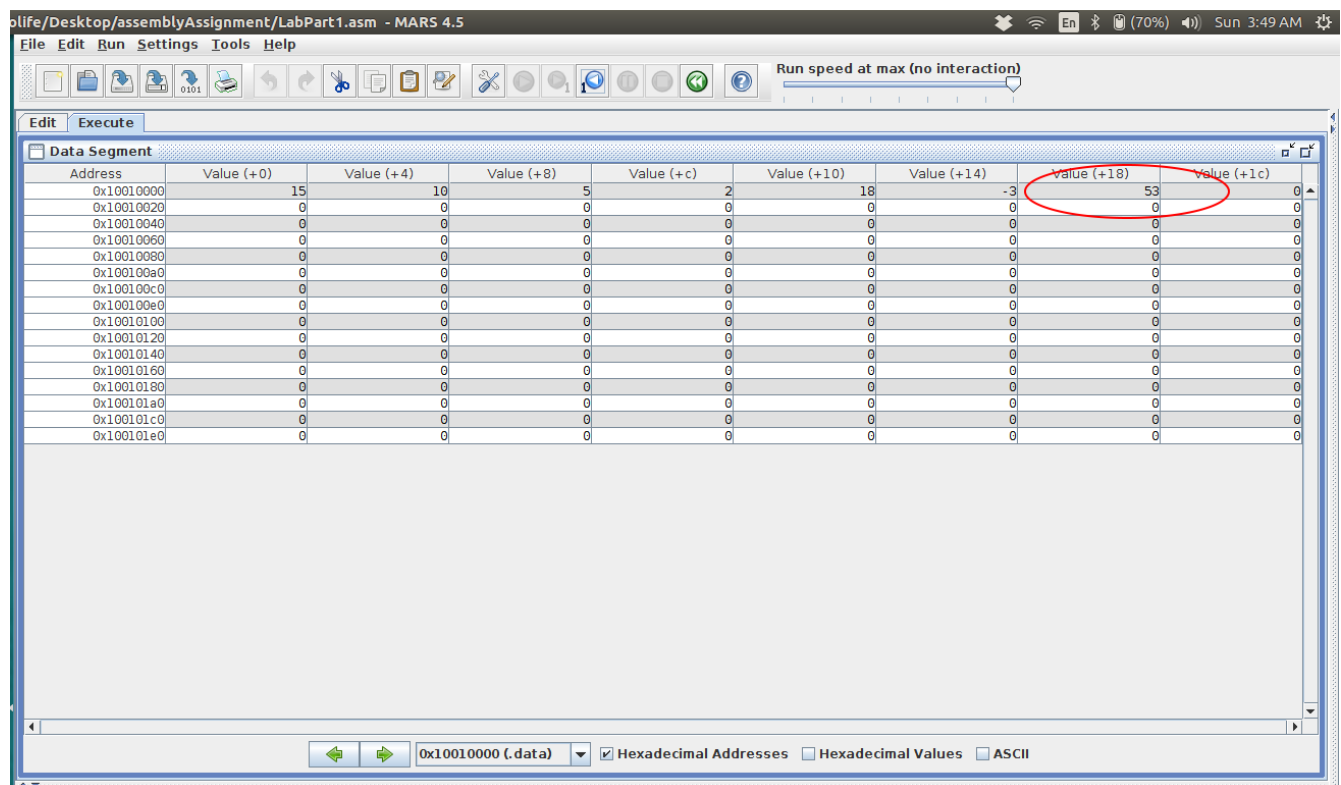 olife/Desktop/assemblyAssignment/LabPart1.asm - MARS 4.5 En (70%) Sun 3:49 AM
File Edit Run Settings Tools Help
Run speed at max (no interaction)
0101 1 1
Edit Execute
Data Segment
Address Value (+0) Value (+4) Value (+8) Value (+c) Value (+10) Value (+14) Value (+18) Value (+1c)
0x10010000 15 10 5 2 18 -3 53 0
0x10010020 0 0 0 0 0 0 0 0
0x10010040 0 0 0 0 0 0 0 0
0x10010060 0 0 0 0 0 0 0 0
0x10010080 0 0 0 0 0 0 0 0
0x100100a0 0 0 0 0 0 0 0 0
0x100100c0 0 0 0 0 0 0 0 0
0x100100e0 0 0 0 0 0 0 0 0
0x10010100 0 0 0 0 0 0 0 0
0x10010120 0 0 0 0 0 0 0 0
0x10010140 0 0 0 0 0 0 0 0
0x10010160 0 0 0 0 0 0 0 0
0x10010180 0 0 0 0 0 0 0 0
0x100101a0 0 0 0 0 0 0 0 0
0x100101c0 0 0 0 0 0 0 0 0
0x100101e0 0 0 0 0 0 0 0 0
0x10010000 (.data) Hexadecimal Addresses Hexadecimal Values ASCII